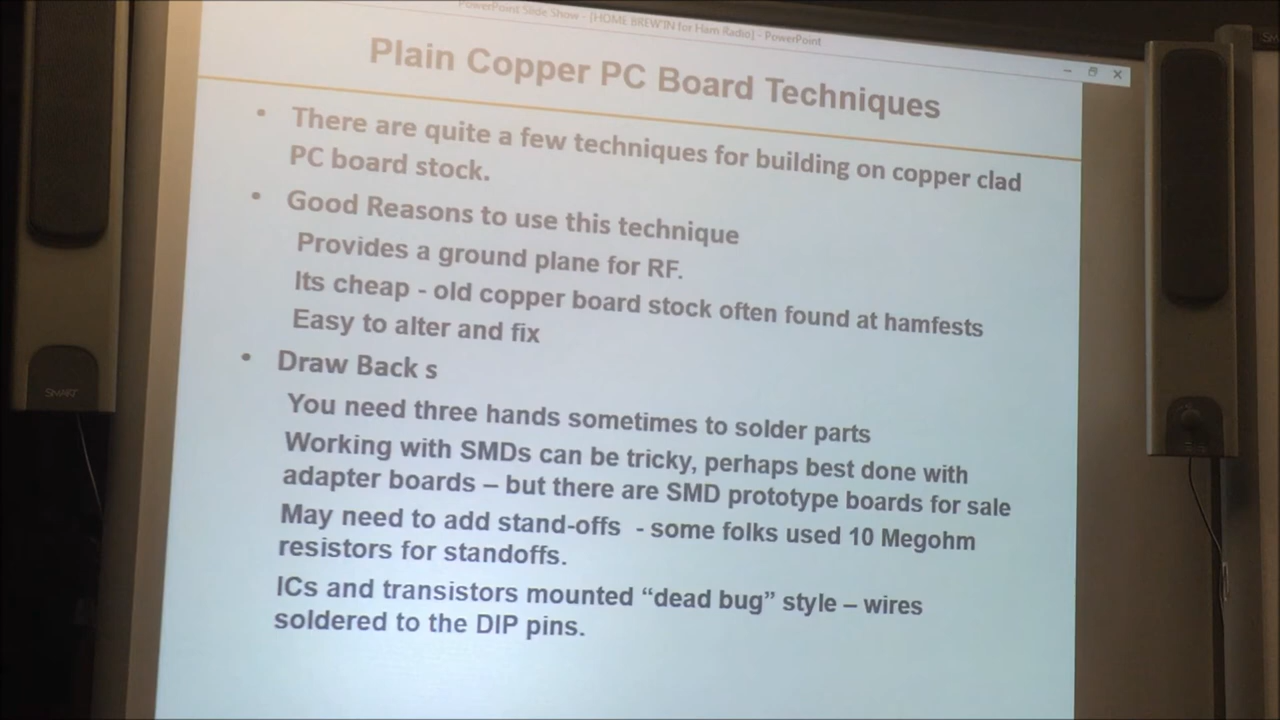 PowerPoint Slide Show - [HOME BREW'IN for Ham Radio] - PowerPoint
Plain Copper PC Board Techniques
• There are quite a few techniques for building on copper clad
PC board stock.
• Good Reasons to use this technique
Provides a ground plane for RF.
Its cheap - old copper board stock often found at hamfests
Easy to alter and fix
• Draw Back s
You need three hands sometimes to solder parts
Working with SMDs can be tricky, perhaps best done with
adapter boards – but there are SMD prototype boards for sale
May need to add stand-offs - some folks used 10 Megohm
resistors for standoffs.
ICs and transistors mounted “dead bug” style – wires
soldered to the DIP pins.
SMART